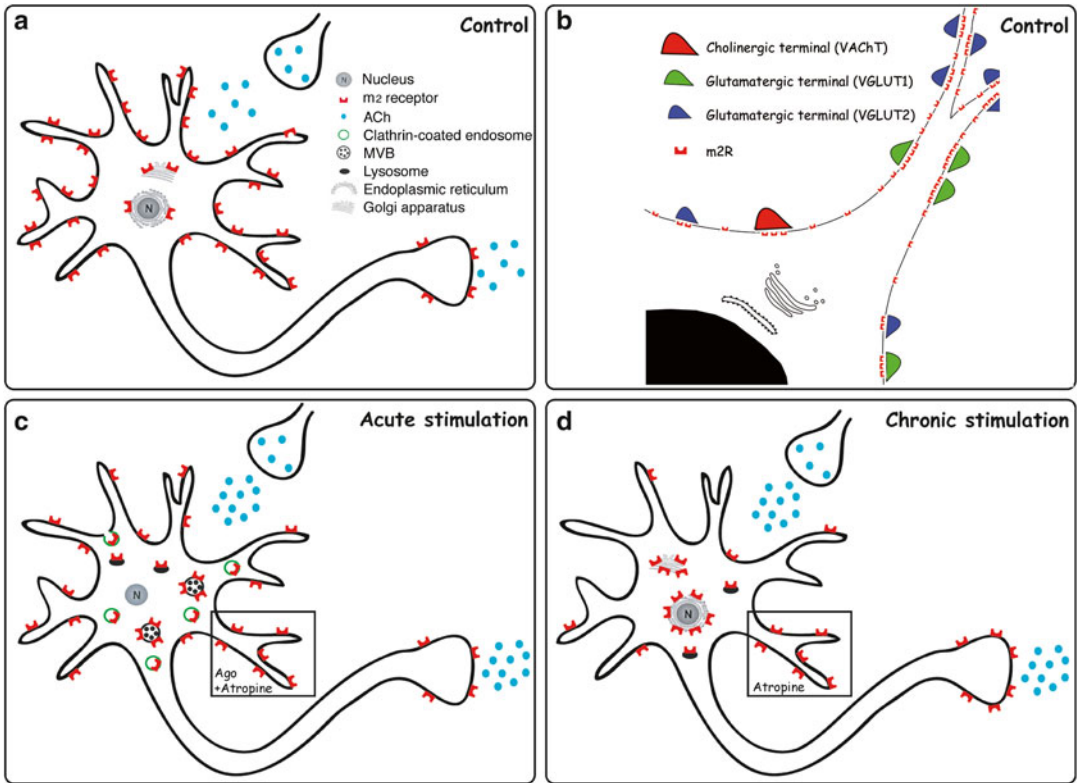 a
Control
N
Nucleus
m2 receptor
ACh
Clathrin-coated endosome
MVB
Lysosome
Endoplasmic reticulum
Golgi apparatus
N
b
Control
Cholinergic terminal (VAChT)
Glutamatergic terminal (VGLUT1)
Glutamatergic terminal (VGLUT2)
m2R
c
Acute stimulation
N
Ago
+Atropine
d
Chronic stimulation
N
Atropine